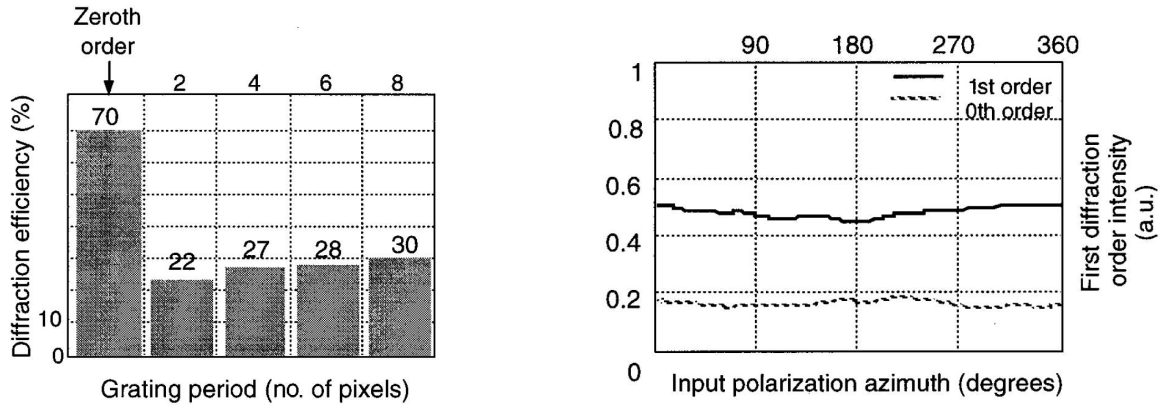 Zeroth
order
2 4 6 8
70
22
27
28
30
10
0
Diffraction efficiency (%)
Grating period (no. of pixels)
90 180 270 360
1
0.8
0.6
0.4
0.2
0
1st order
0th order
First diffraction
order intensity
(a.u.)
Input polarization azimuth (degrees)